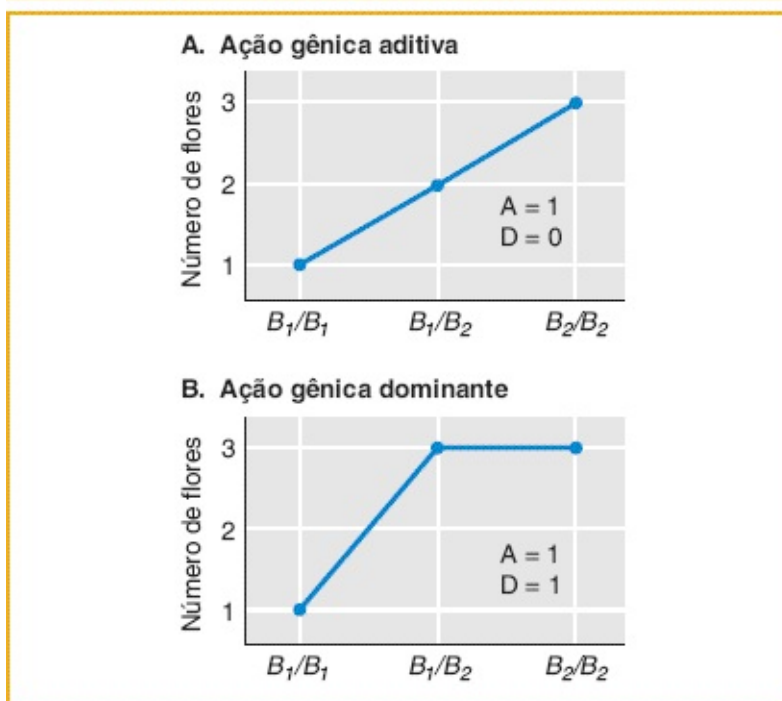 A. Ação gênica aditiva
Número de flores
3
2
1
A = 1
D = 0
B₁/B₁ B₁/B₂ B₂/B₂
B. Ação gênica dominante
Número de flores
3
2
1
A = 1
D = 1
B₁/B₁ B₁/B₂ B₂/B₂